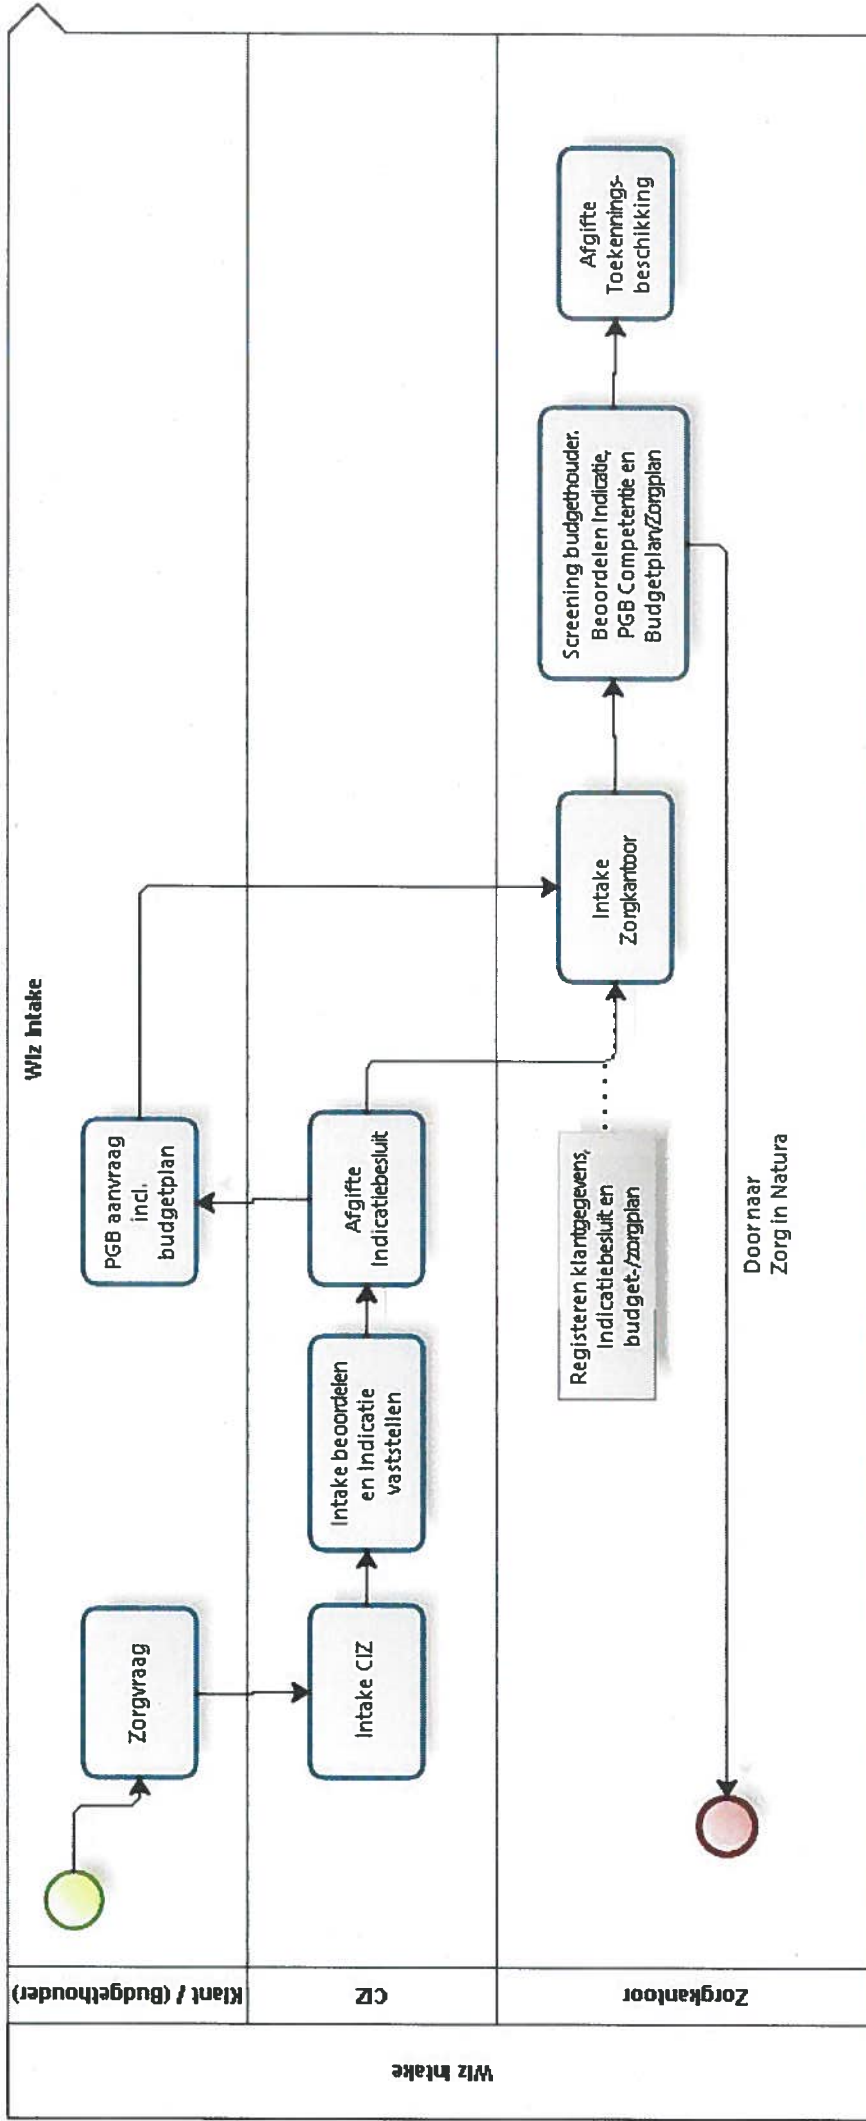 Wlz Intake
Wlz Intake
Klant / (Budgethouder)
CIZ
Zorgkantoor
Zorgvraag
PGB aanvraag
incl.
budgetplan
Intake CIZ
Intake beoordelen
en Indicatie
vaststellen
Afgifte
Indicatiebesluit
Registeren klantgegevens,
Indicatiebesluit en
budget-/zorgplan
Intake
Zorgkantoor
Screening budgethouder.
Beoordelen Indicatie,
PGB Competentie en
Budgetplan/Zorgplan
Afgifte
Toekennings-
beschikking
Door naar
Zorg in Natura